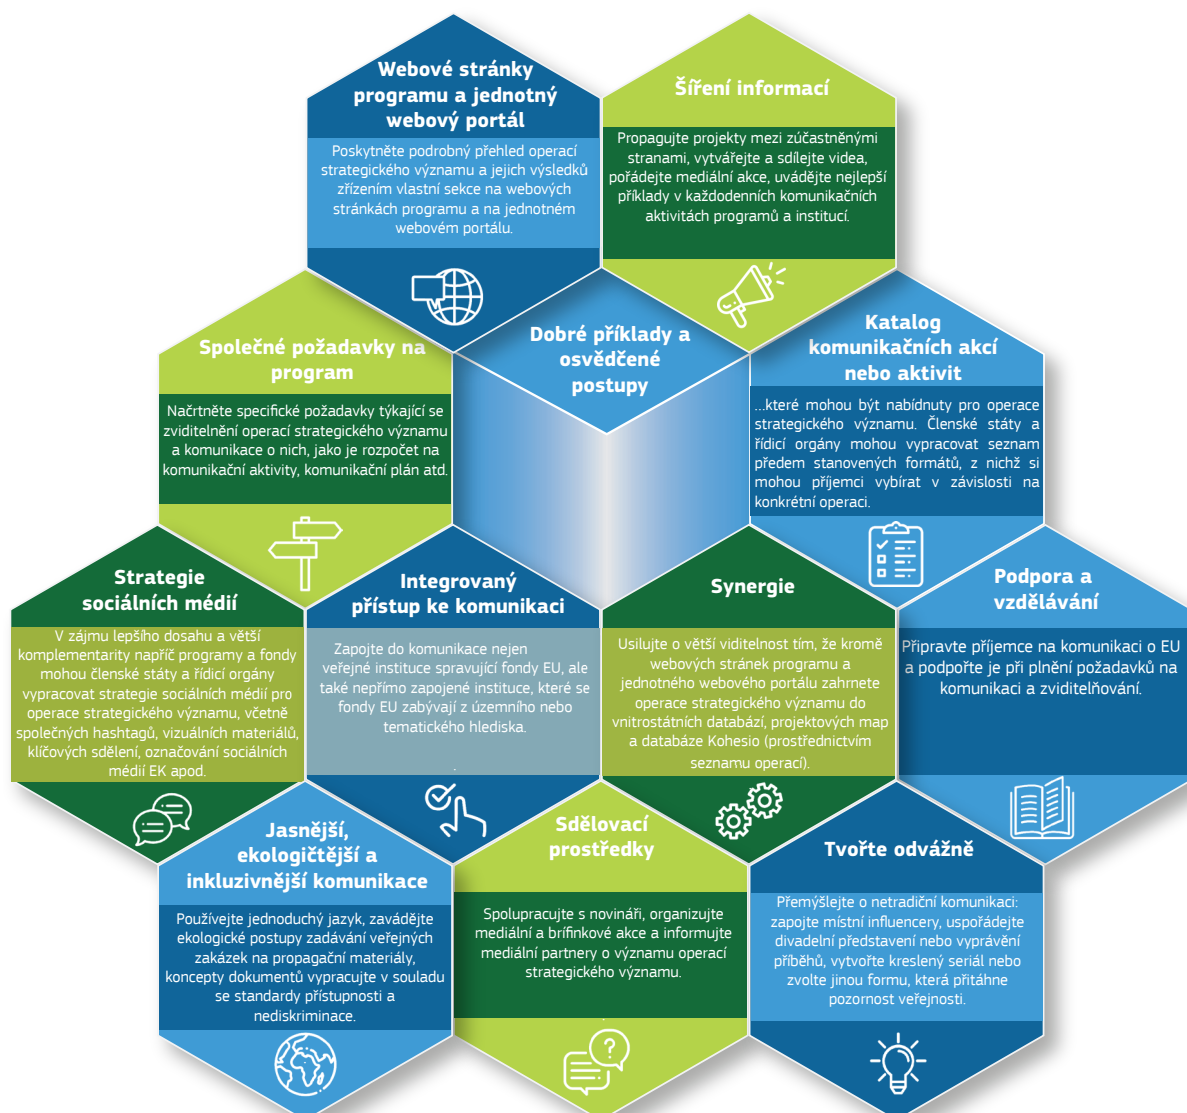 Webové stránky
programu a jednotný
webový portál
Poskytněte podrobný přehled operací
strategického významu a jejich výsledků
zřízením vlastní sekce na webových
stránkách programu a na jednotném
webovém portálu.
Šíření informací
Propagujte projekty mezi zúčastněnými
stranami, vytvářejte a sdílejte videa,
pořádejte mediální akce, uvádějte nejlepší
příklady v každodenních komunikačních
aktivitách programů a institucí.
Společné požadavky na
program
Načrtněte specifické požadavky týkající se
zviditelnění operací strategického významu
a komunikace o nich, jako je rozpočet na
komunikační aktivity, komunikační plán atd.
Dobré příklady a
osvědčené
postupy
Katalog
komunikačních akcí
nebo aktivit
...které mohou být nabídnuty pro operace
strategického významu. Členské státy a
řídicí orgány mohou vypracovat seznam
předem stanovených formátů, z nichž si
mohou příjemci vybírat v závislosti na
konkrétní operaci.
Strategie
sociálních médií
V zájmu lepšího dosahu a větší
komplementarity napříč programy a fondy
mohou členské státy a řídicí orgány
vypracovat strategie sociálních médií pro
operace strategického významu, včetně
společných hashtagů, vizuálních materiálů,
klíčových sdělení, označování sociálních
médií EK apod.
Integrovaný
přístup ke komunikaci
Zapojte do komunikace nejen
veřejné instituce spravující fondy EU, ale
také nepřímo zapojené instituce, které se
fondy EU zabývají z územního nebo
tematického hlediska.
.
Synergie
Usilujte o větší viditelnost tím, že kromě
webových stránek programu a
jednotného webového portálu zahrnete
operace strategického významu do
vnitrostátních databází, projektových map
a databáze Kohesio (prostřednictvím
seznamu operací).
Podpora a
vzdělávání
Připravte příjemce na komunikaci o EU
a podpořte je při plnění požadavků na
komunikaci a zviditelňování.
Jasnější,
ekologičtější a
inkluzivnější komunikace
Používejte jednoduchý jazyk, zavádějte
ekologické postupy zadávání veřejných
zakázek na propagační materiály,
koncepty dokumentů vypracujte v souladu
se standardy přístupnosti a
nediskriminace.
Sdělovací
prostředky
Spolupracujte s novináři, organizujte
mediální a brífinkové akce a informujte
mediální partnery o významu operací
strategického významu.
.
Tvořte odvážně
Přemýšlejte o netradiční komunikaci:
zapojte místní influencery, uspořádejte
divadelní představení nebo vyprávění
příběhů, vytvořte kreslený seriál nebo
zvolte jinou formu, která přitáhne
pozornost veřejnosti.